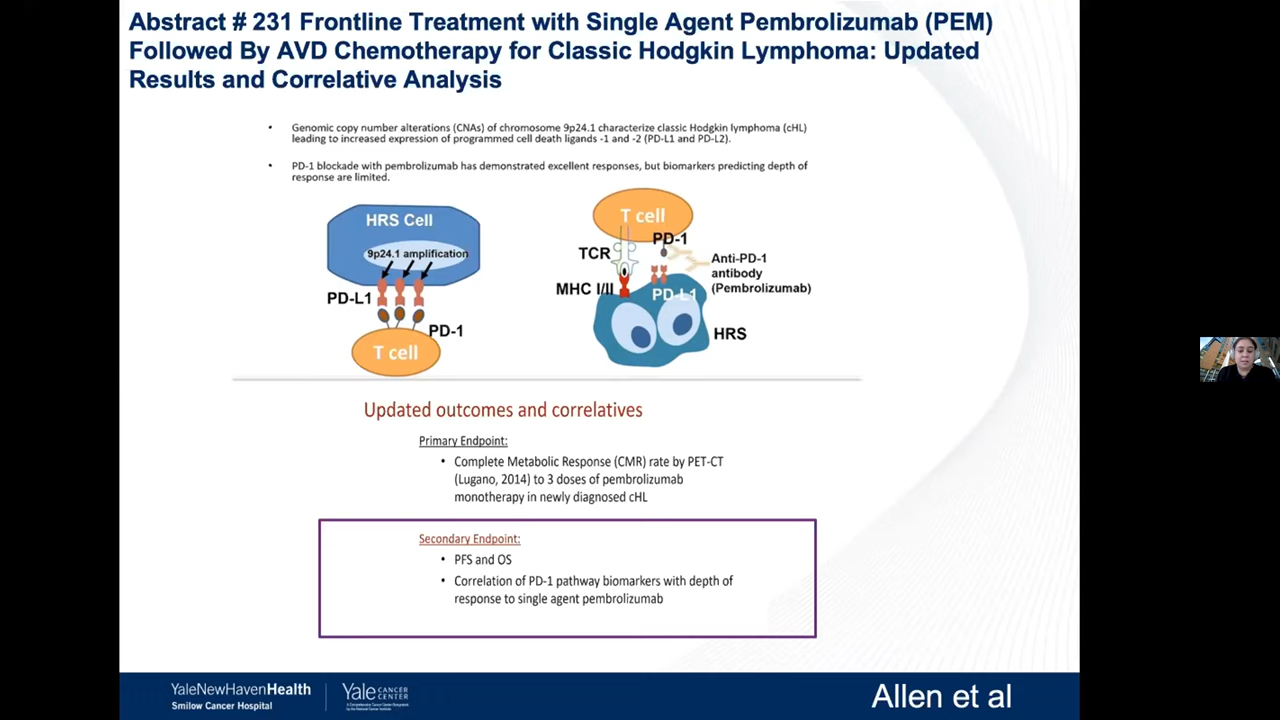 Abstract # 231 Frontline Treatment with Single Agent Pembrolizumab (PEM)
Followed By AVD Chemotherapy for Classic Hodgkin Lymphoma: Updated
Results and Correlative Analysis
• Genomic copy number alterations (CNAs) of chromosome 9p24.1 characterize classic Hodgkin lymphoma (cHL)
leading to increased expression of programmed cell death ligands -1 and -2 (PD-L1 and PD-L2).
• PD-1 blockade with pembrolizumab has demonstrated excellent responses, but biomarkers predicting depth of
response are limited.
HRS Cell
9p24.1 amplification
PD-L1
PD-1
T cell
T cell
PD-1
TCR
Anti-PD-1
antibody
(Pembrolizumab)
MHC I/II
PD-L1
HRS
Updated outcomes and correlatives
Primary Endpoint:
• Complete Metabolic Response (CMR) rate by PET-CT
(Lugano, 2014) to 3 doses of pembrolizumab
monotherapy in newly diagnosed cHL
Secondary Endpoint:
• PFS and OS
• Correlation of PD-1 pathway biomarkers with depth of
response to single agent pembrolizumab
YaleNewHavenHealth
Smilow Cancer Hospital
Yale CANCER
CENTER
Allen et al